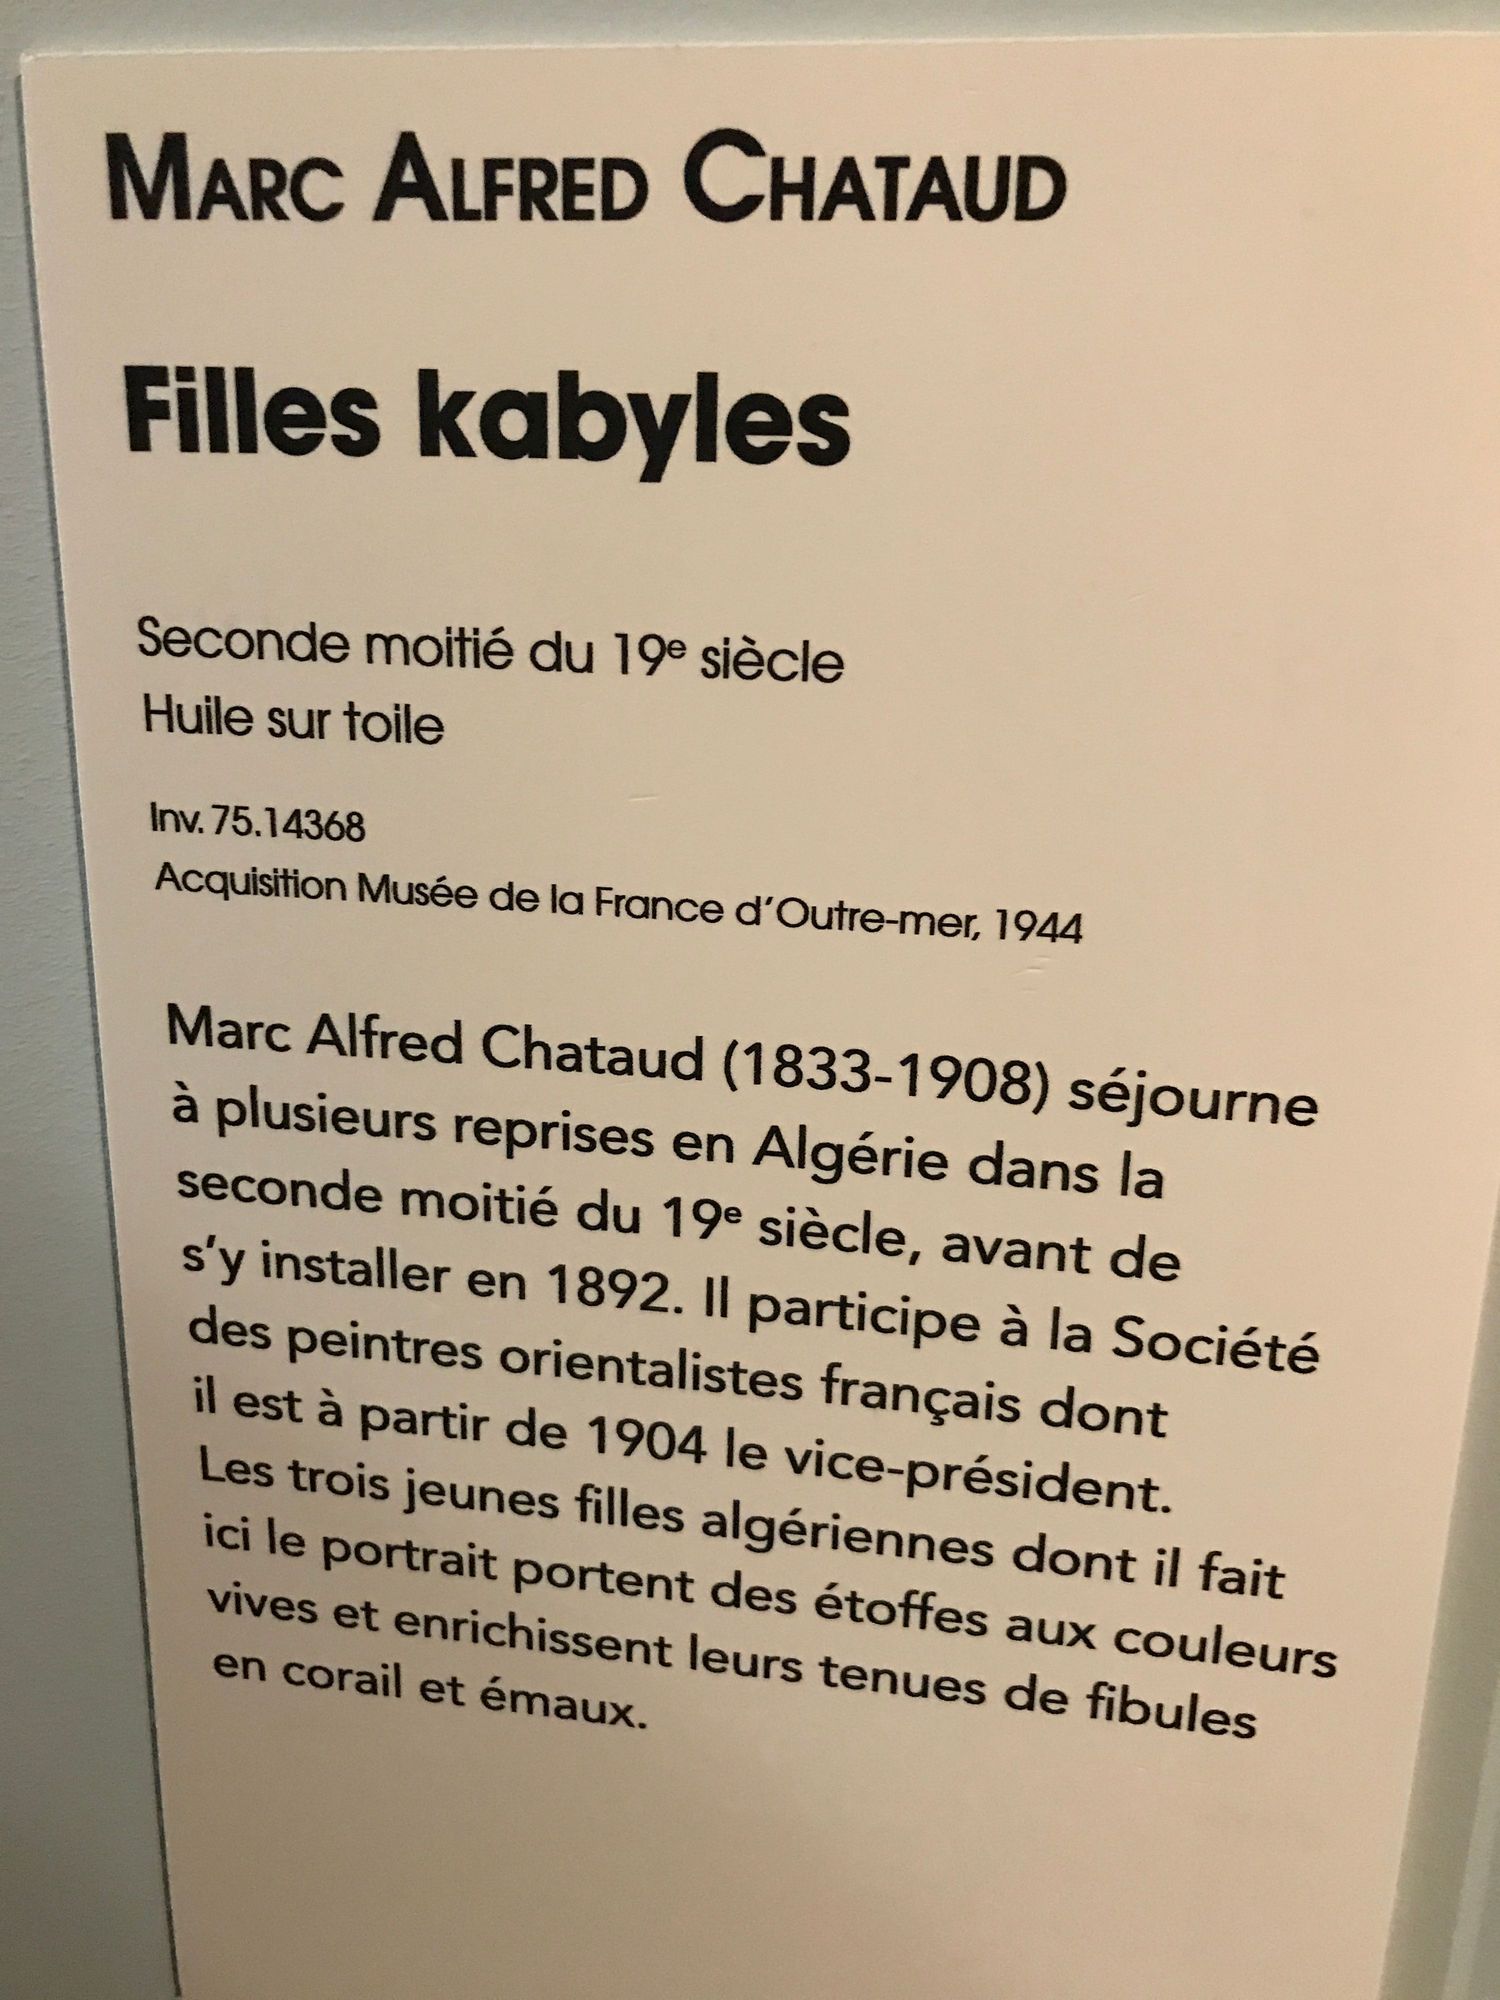 MARC ALFRED CHATAUD
Filles kabyles
Seconde moitié du 19e siècle
Huile sur toile
Inv. 75.14368
Acquisition Musée de la France d'Outre-mer, 1944
Marc Alfred Chataud (1833-1908) séjourne
à plusieurs reprises en Algérie dans la
seconde moitié du 19e siècle, avant de
s'y installer en 1892. Il participe à la Société
des peintres orientalistes français dont
il est à partir de 1904 le vice-président.
Les trois jeunes filles algériennes dont il fait
ici le portrait portent des étoffes aux couleurs
vives et enrichissent leurs tenues de fibules
en corail et émaux.